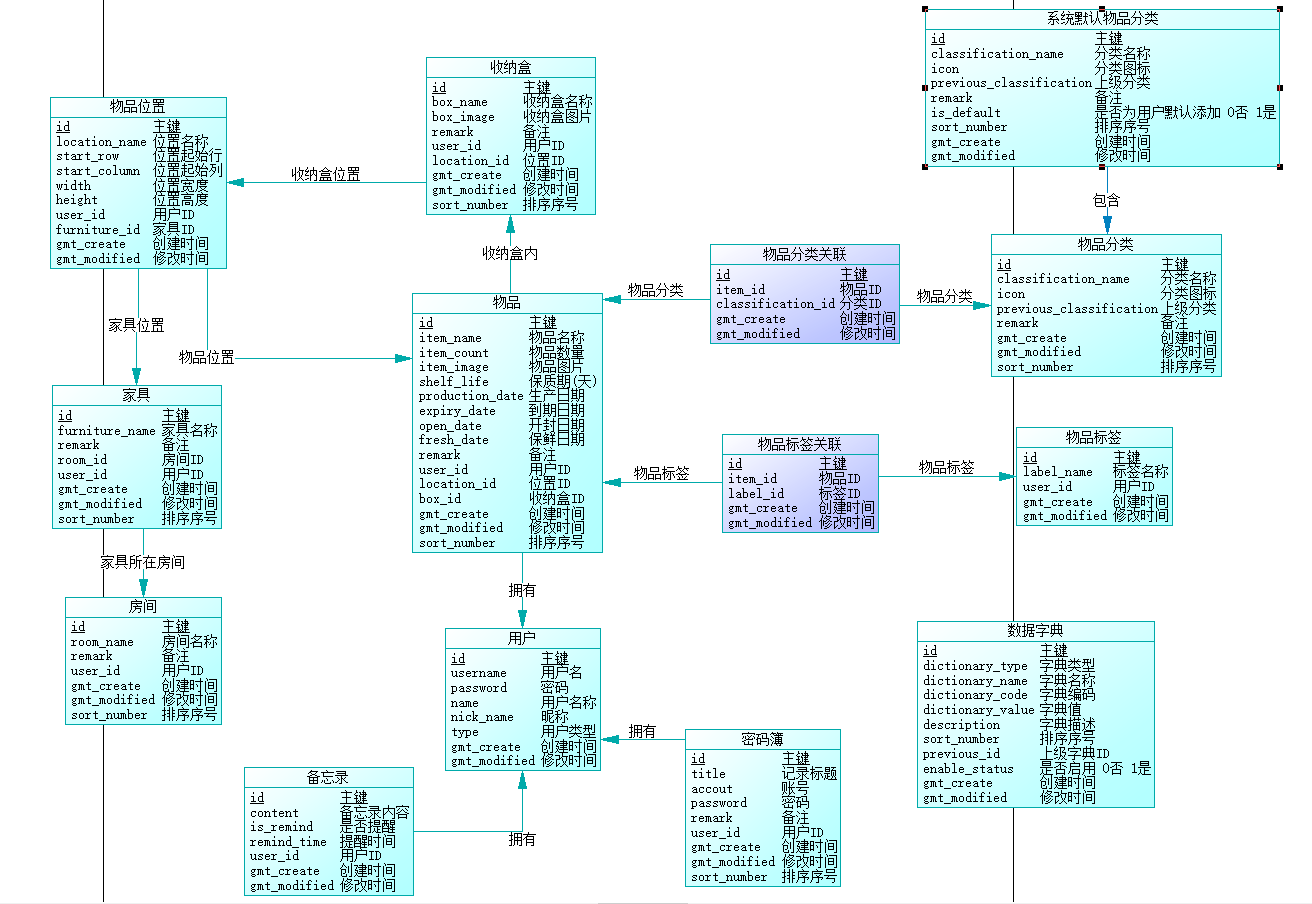 系统默认物品分类
id 主键
classification_name 分类名称
icon 分类图标
previous_classification 上级分类
remark 备注
is_default 是否为用户默认添加 0否 1是
sort_number 排序序号
gmt_create 创建时间
gmt_modified 修改时间
收纳盒
id 主键
box_name 收纳盒名称
box_image 收纳盒图片
remark 备注
user_id 用户ID
location_id 位置ID
gmt_create 创建时间
gmt_modified 修改时间
sort_number 排序序号
物品位置
id 主键
location_name 位置名称
start_row 位置起始行
start_column 位置起始列
width 位置宽度
height 位置高度
user_id 用户ID
furniture_id 家具ID
gmt_create 创建时间
gmt_modified 修改时间
收纳盒位置
包含
收纳盒内
物品分类关联
id 主键
item_id 物品ID
classification_id 分类ID
gmt_create 创建时间
gmt_modified 修改时间
物品分类
物品分类
物品分类
id 主键
classification_name 分类名称
icon 分类图标
previous_classification 上级分类
remark 备注
gmt_create 创建时间
gmt_modified 修改时间
sort_number 排序序号
物品
id 主键
item_name 物品名称
item_count 物品数量
item_image 物品图片
shelf_life 保质期(天)
production_date 生产日期
expiry_date 到期日期
open_date 开封日期
fresh_date 保鲜日期
remark 备注
user_id 用户ID
location_id 位置ID
box_id 收纳盒ID
gmt_create 创建时间
gmt_modified 修改时间
sort_number 排序序号
家具位置
物品位置
家具
id 主键
furniture_name 家具名称
remark 备注
room_id 房间ID
user_id 用户ID
gmt_create 创建时间
gmt_modified 修改时间
sort_number 排序序号
物品标签关联
id 主键
item_id 物品ID
label_id 标签ID
gmt_create 创建时间
gmt_modified 修改时间
物品标签
物品标签
物品标签
id 主键
label_name 标签名称
user_id 用户ID
gmt_create 创建时间
gmt_modified 修改时间
家具所在房间
房间
id 主键
room_name 房间名称
remark 备注
user_id 用户ID
gmt_create 创建时间
gmt_modified 修改时间
sort_number 排序序号
拥有
用户
id 主键
username 用户名
password 密码
name 用户名称
nick_name 昵称
type 用户类型
gmt_create 创建时间
gmt_modified 修改时间
数据字典
id 主键
dictionary_type 字典类型
dictionary_name 字典名称
dictionary_code 字典编码
dictionary_value 字典值
description 字典描述
sort_number 排序序号
previous_id 上级字典ID
enable_status 是否启用 0否 1是
gmt_create 创建时间
gmt_modified 修改时间
拥有
密码薄
id 主键
title 记录标题
accout 账号
password 密码
remark 备注
user_id 用户ID
gmt_create 创建时间
gmt_modified 修改时间
sort_number 排序序号
备忘录
id 主键
content 备忘录内容
is_remind 是否提醒
remind_time 提醒时间
user_id 用户ID
gmt_create 创建时间
gmt_modified 修改时间
拥有